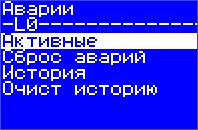 Аварии
-L0-----------------
Активные
Сброс аварий
История
Очист историю